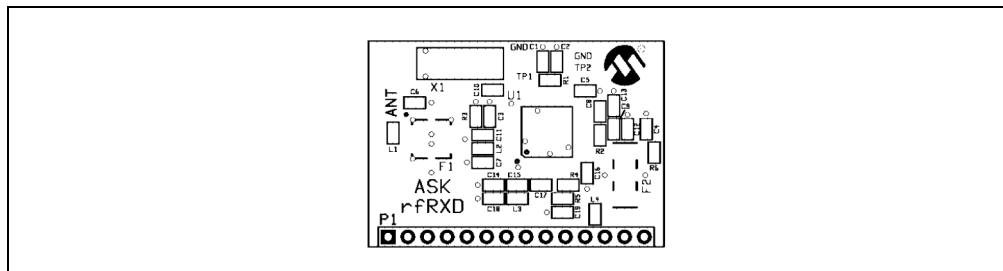 GND C1 C2
GND
TP2
X1
TP1
R1
C10
U1
C5
C6
ANT
C8
C13
C9
R3
C3
C12
C4
L1
C11
L2
R2
R6
F1
C7
ASK
rfRXD
C14 C15
C17
R4
C16
F2
C18 L3
R5
C19
L4
P1